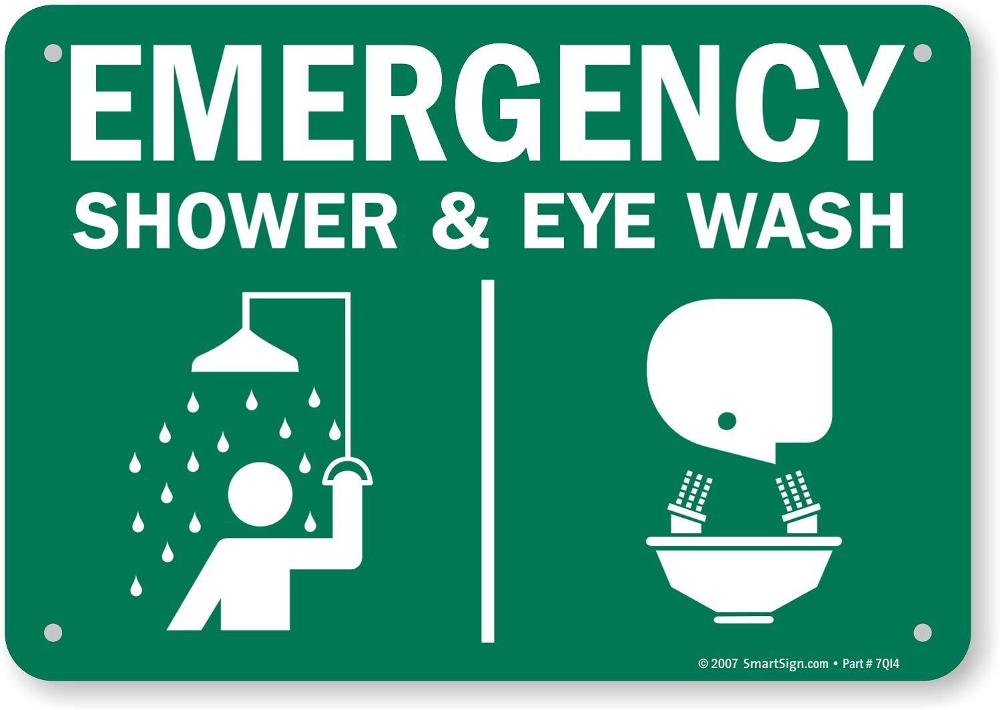 EMERGENCY
SHOWER & EYE WASH
© 2007 SmartSign.com • Part # 7QI4